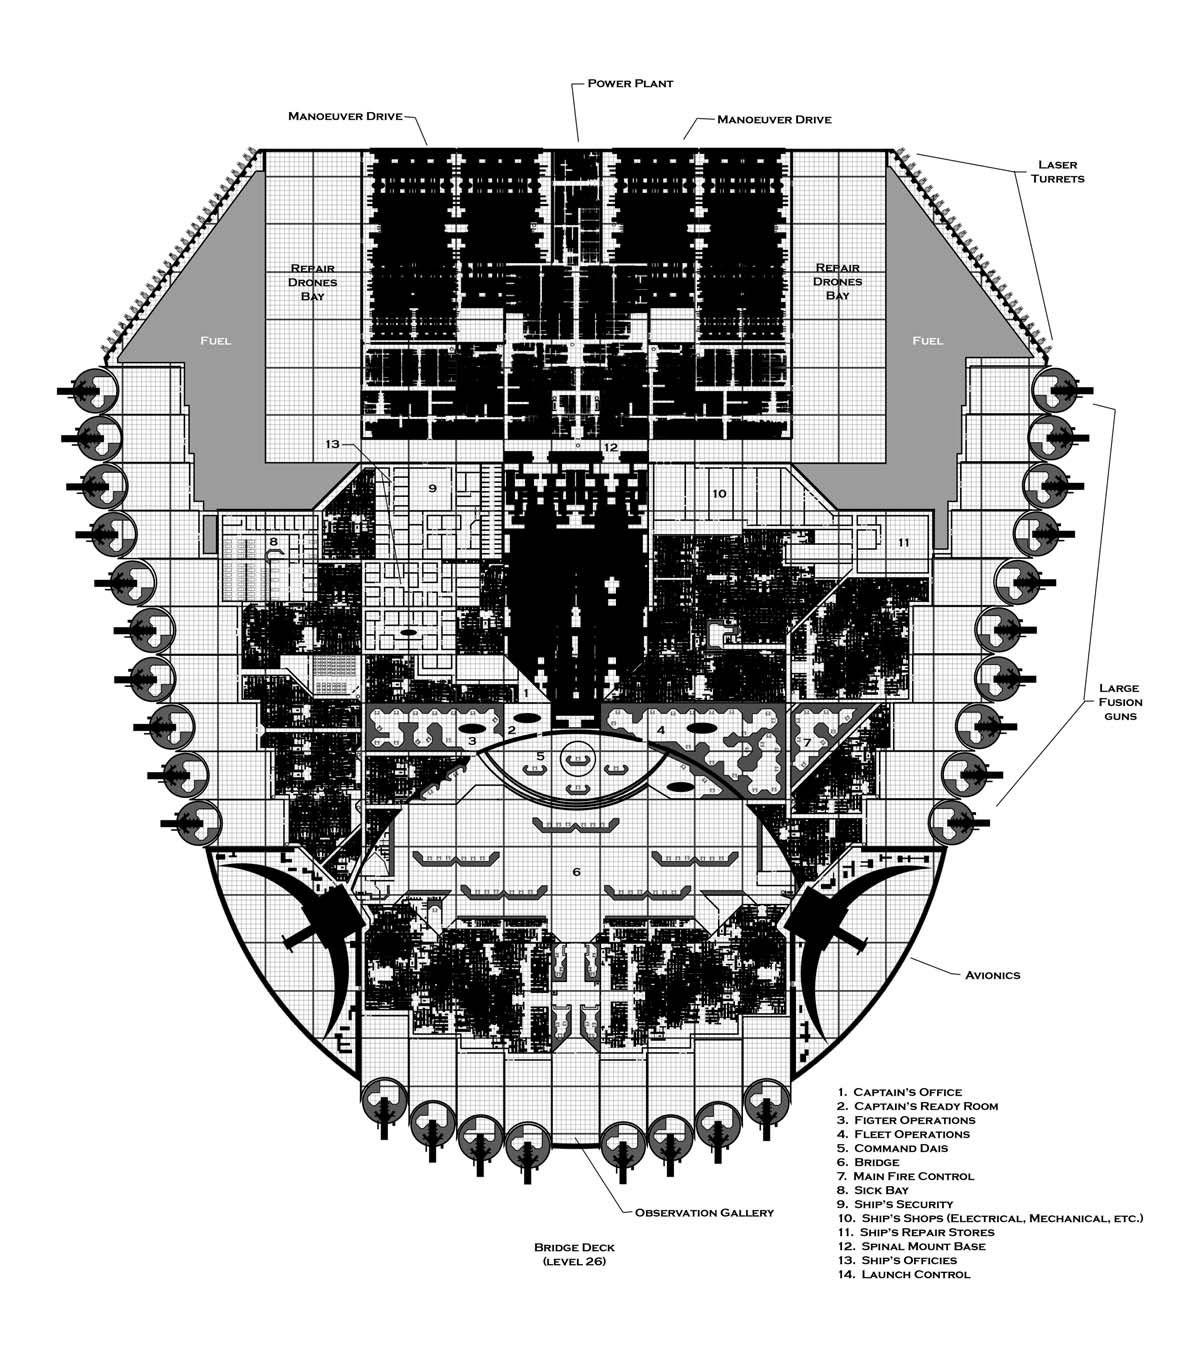 Power Plant
Manoeuver Drive
Manoeuver Drive
Laser
Turrets
Repair
Drones
Bay
Repair
Drones
Bay
Fuel
Fuel
13
12
9
10
8
11
1
2
3
4
7
5
6
Large
Fusion
guns
Avionics
1. Captain's Office
2. Captain's Ready Room
3. Figter Operations
4. Fleet Operations
5. Command Dais
6. Bridge
7. Main Fire Control
8. Sick Bay
9. Ship's Security
10. Ship's Shops (Electrical, Mechanical, etc.)
11. Ship's Repair Stores
12. Spinal Mount Base
13. Ship's Officies
14. Launch Control
Observation Gallery
Bridge Deck
(level 26)